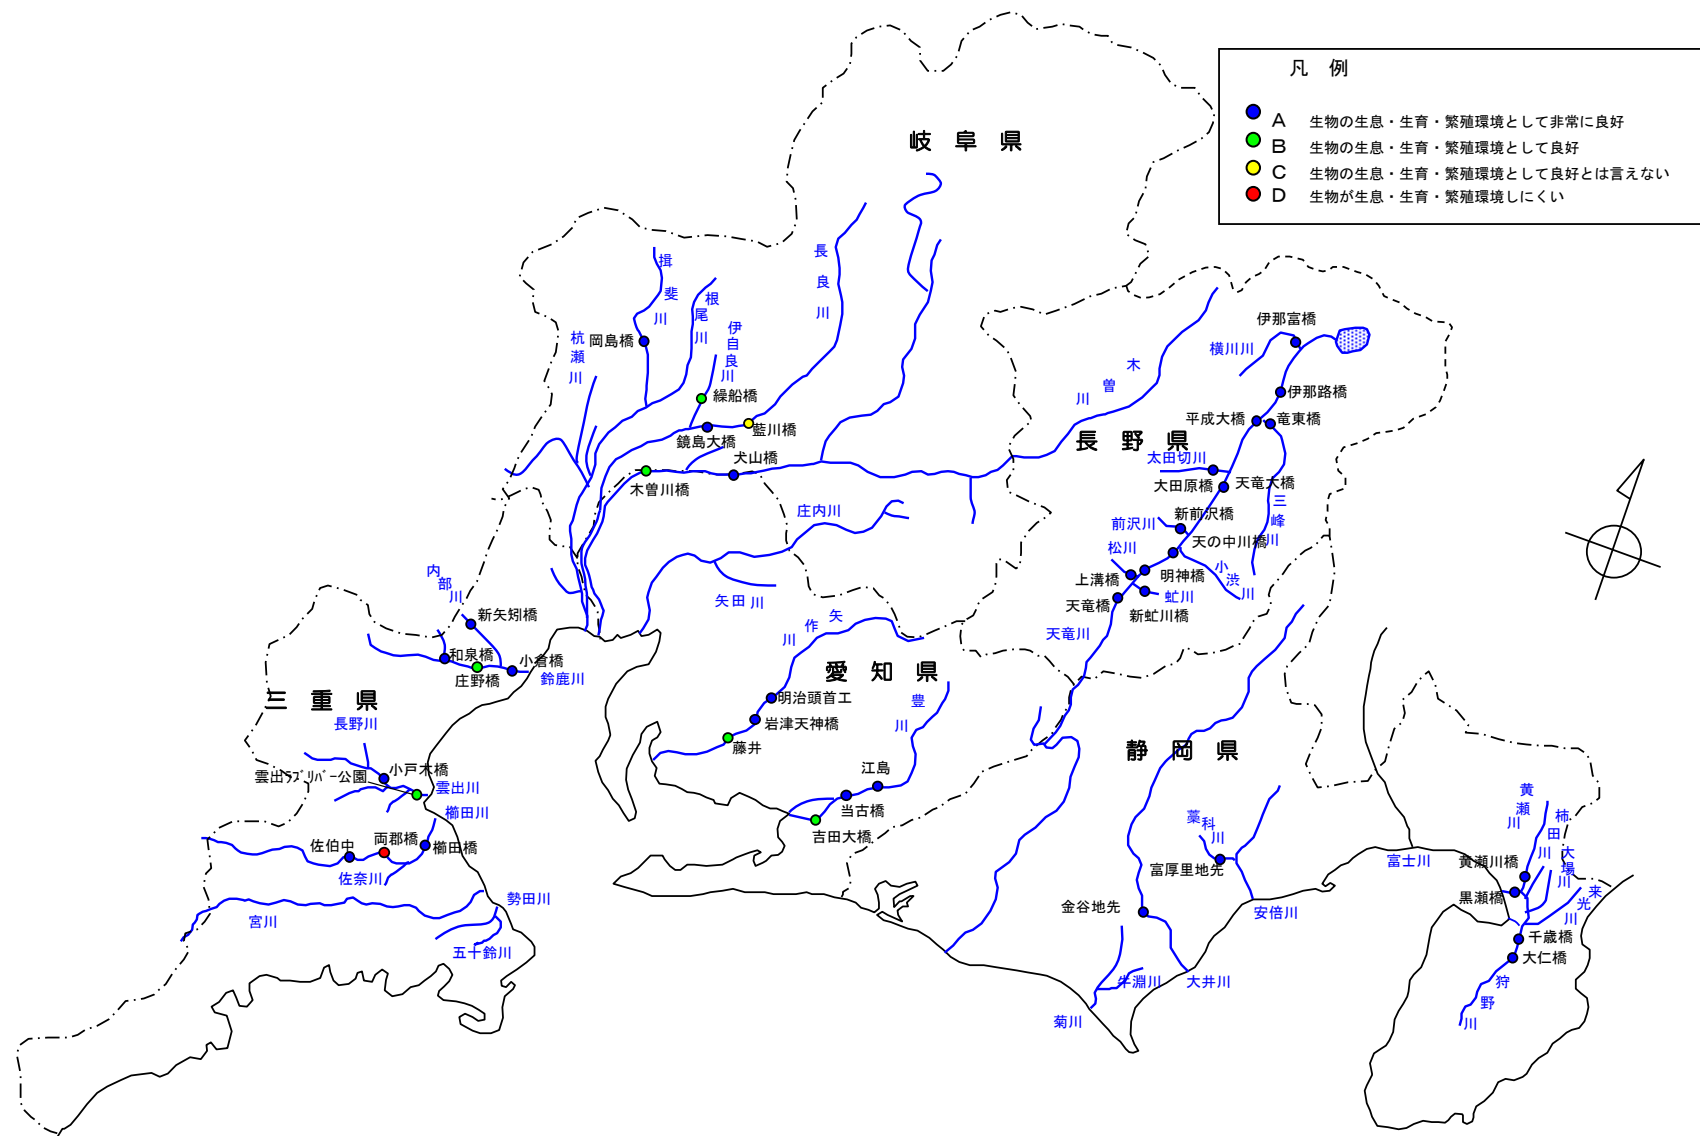 凡 例
A 生物の生息・生育・繁殖環境として非常に良好
B 生物の生息・生育・繁殖環境として良好
C 生物の生息・生育・繁殖環境として良好とは言えない
D 生物が生息・生育・繁殖環境しにくい
岐 阜 県
長良川
揖斐川
根尾川
伊自良川
杭瀬川
岡島橋
繰船橋
藍川橋
鏡島大橋
犬山橋
木曽川橋
木曽川
長 野 県
伊那富橋
横川川
伊那路橋
平成大橋
竜東橋
太田切川
大田原橋
天竜大橋
三峰川
前沢川
新前沢橋
松川
天の中川橋
小渋川
上溝橋
明神橋
虻川
天竜橋
新虻川橋
天竜川
庄内川
矢田川
矢作川
愛 知 県
明治頭首工
岩津天神橋
藤井
豊川
江島
当古橋
吉田大橋
内部川
新矢矧橋
和泉橋
小倉橋
庄野橋
鈴鹿川
三 重 県
長野川
小戸木橋
雲出ラブリバー公園
雲出川
櫛田川
佐伯中
両郡橋
櫛田橋
佐奈川
勢田川
宮川
五十鈴川
静 岡 県
藁科川
富厚里地先
金谷地先
安倍川
牛淵川
大井川
菊川
富士川
黄瀬川
柿田川
大場川
来光川
黄瀬川橋
黒瀬橋
千歳橋
大仁橋
狩野川